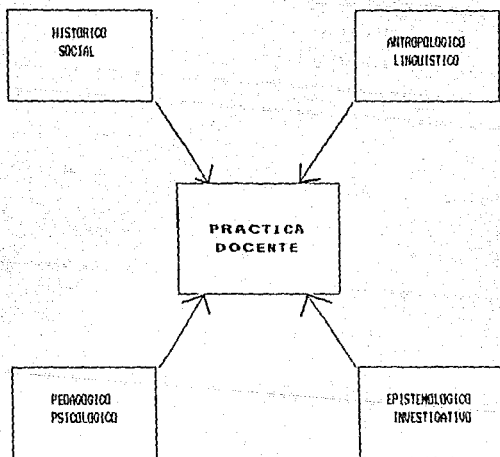 HISTORICO
SOCIAL
ANTROPOLOGICO
LINGUISTICO
PRACTICA
DOCENTE
PEDAGOGICO
PSICOLOGICO
EPISTEMOLOGICO
INVESTIGATIVO